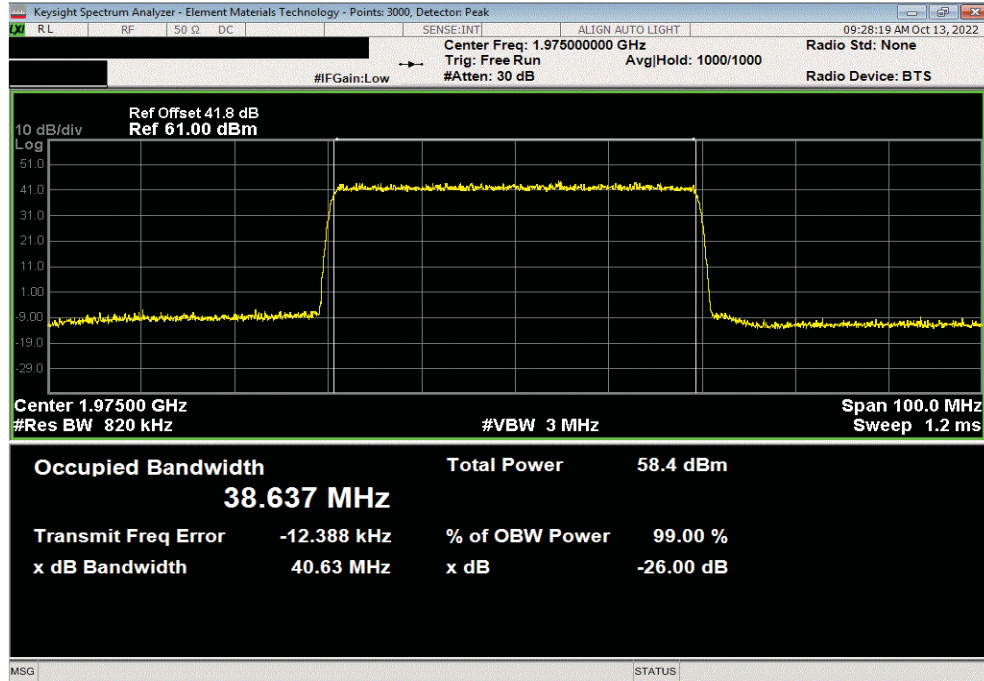 Keysight Spectrum Analyzer - Element Materials Technology - Points: 3000, Detector: Peak
LXI RL RF 50 Ω DC SENSE:INT ALIGN AUTO LIGHT 09:28:19 AM Oct 13, 2022
Center Freq: 1.975000000 GHz Radio Std: None
Trig: Free Run Avg|Hold: 1000/1000
#IFGain:Low #Atten: 30 dB Radio Device: BTS
Ref Offset 41.8 dB
10 dB/div Ref 61.00 dBm
Log
51.0
41.0
31.0
21.0
11.0
1.00
-9.00
-19.0
-29.0
Center 1.97500 GHz Span 100.0 MHz
#Res BW 820 kHz #VBW 3 MHz Sweep 1.2 ms
Occupied Bandwidth Total Power 58.4 dBm
38.637 MHz
Transmit Freq Error -12.388 kHz % of OBW Power 99.00 %
x dB Bandwidth 40.63 MHz x dB -26.00 dB
MSG STATUS